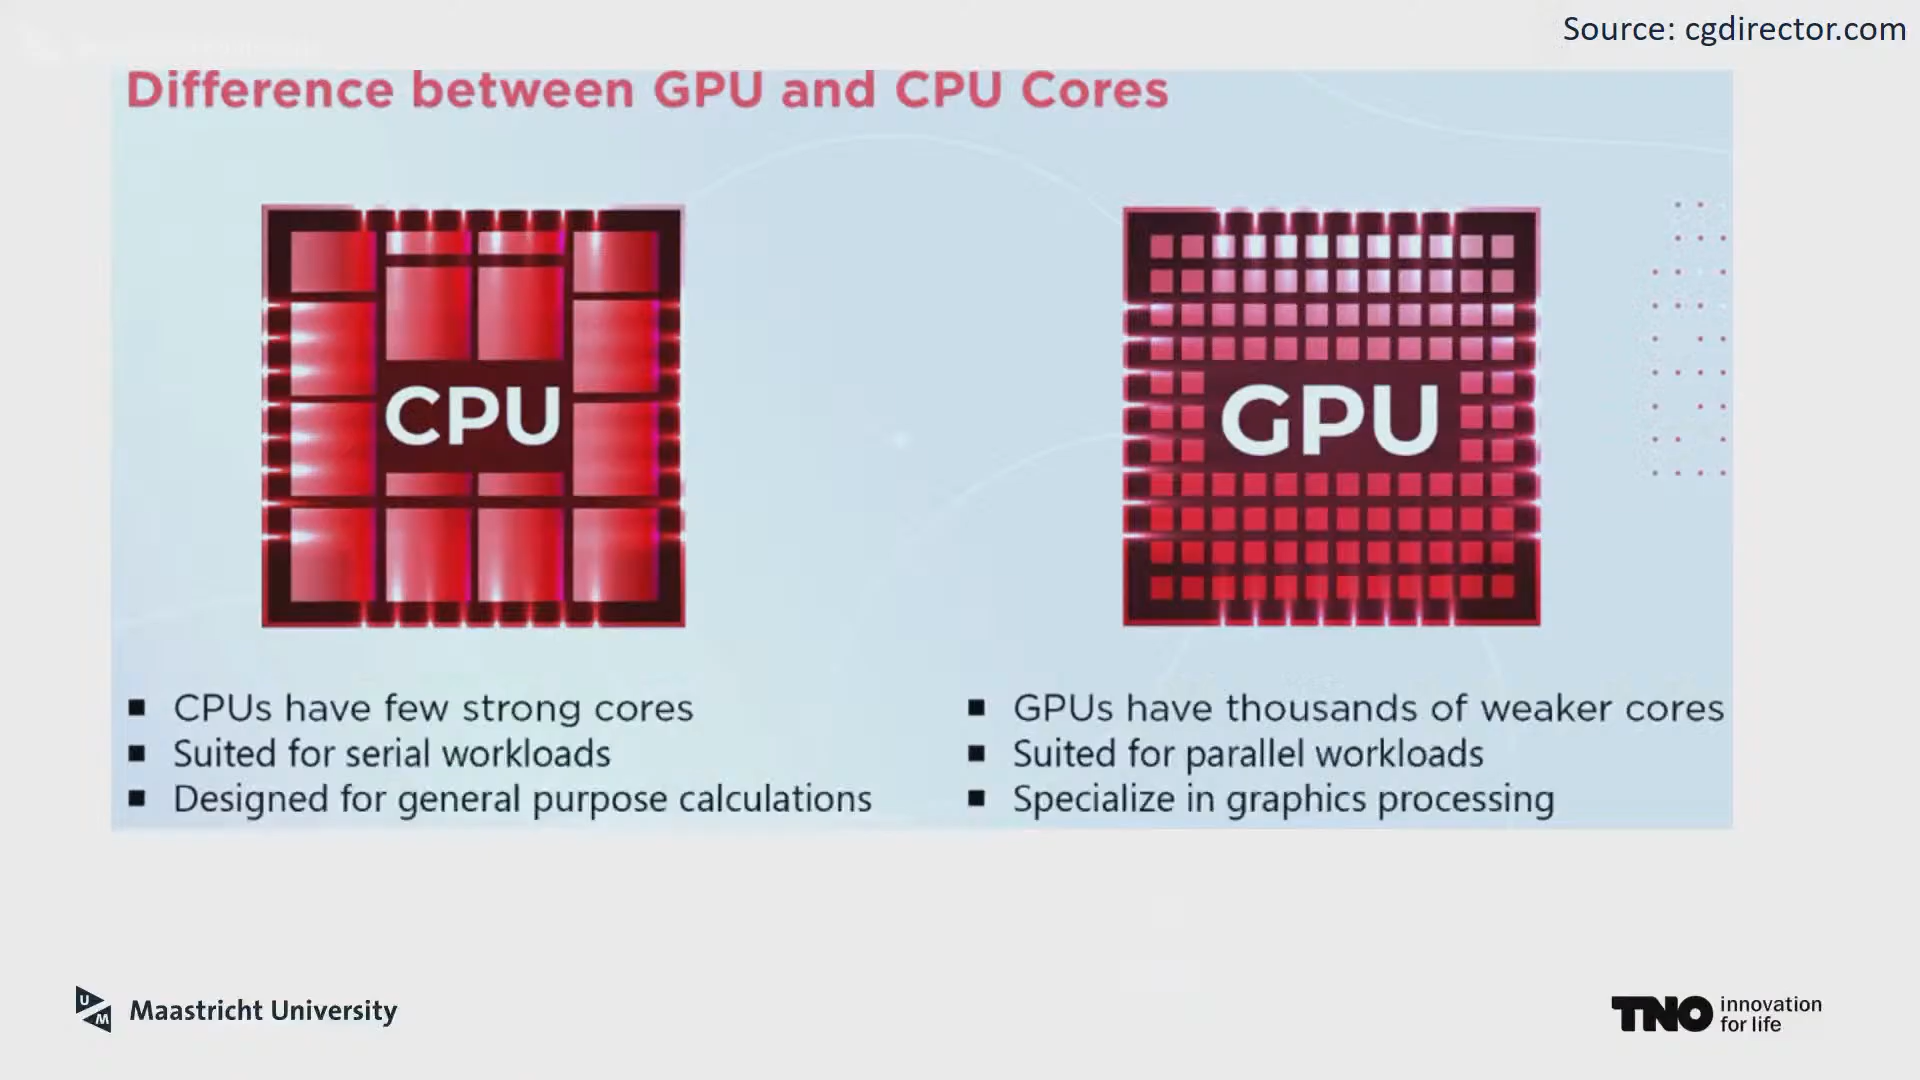 Source: cgdirector.com
Difference between GPU and CPU Cores
CPU
GPU
CPUs have few strong cores
Suited for serial workloads
Designed for general purpose calculations
GPUs have thousands of weaker cores
Suited for parallel workloads
Specialize in graphics processing
UM
Maastricht University
TNO
innovation
for life